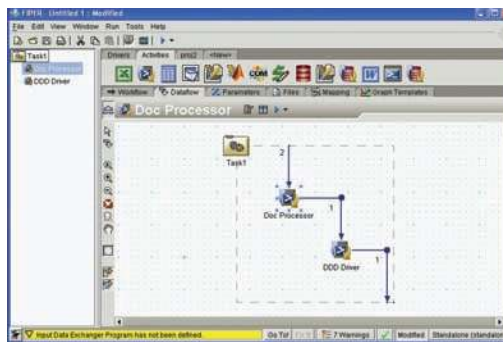 FIPER - Untitled 1 : Modified
File Edit View Window Run Tools Help
Task1
Doc Processor
DDD Driver
Drivers Activities proj2 <New>
COM
Workflow Dataflow Parameters Files Mapping Graph Templates
Doc Processor
Task1
2
Doc Processor
1
DDD Driver
1
Input Data Exchanger Program has not been defined.
Go To! 7 Warnings Modified Standalone (standalon